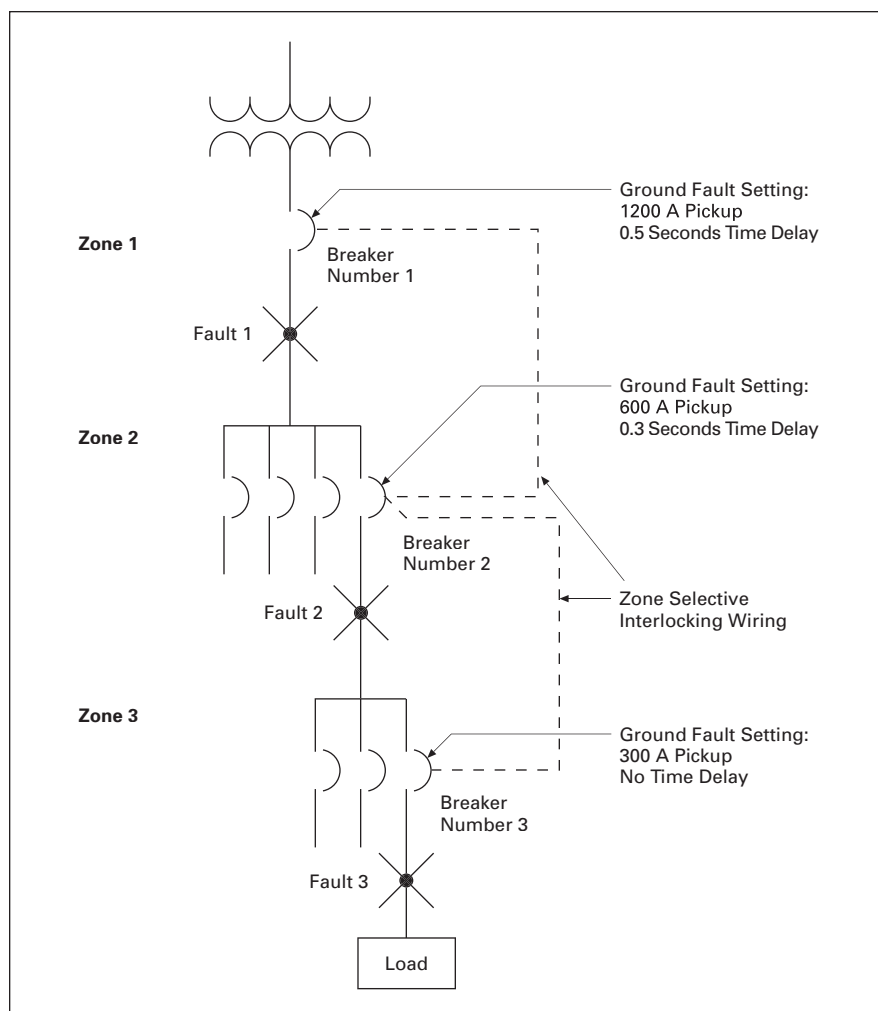 Ground Fault Setting:
1200 A Pickup
0.5 Seconds Time Delay
Zone 1
Breaker
Number 1
Fault 1
Ground Fault Setting:
600 A Pickup
0.3 Seconds Time Delay
Zone 2
Breaker
Number 2
Fault 2
Zone Selective
Interlocking Wiring
Zone 3
Ground Fault Setting:
300 A Pickup
No Time Delay
Breaker
Number 3
Fault 3
Load